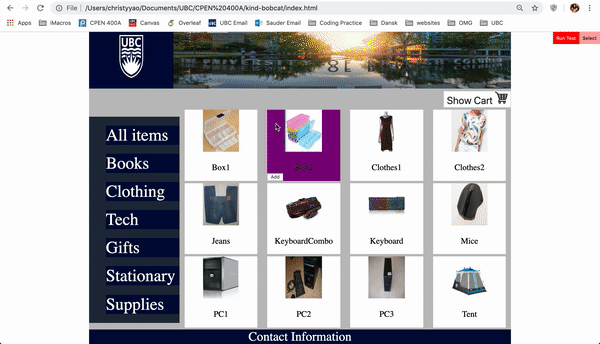 File | /Users/christyyao/Documents/UBC/CPEN%20400A/kind-bobcat/index.html
Apps iMacros CPEN 400A Canvas Overleaf UBC Email Sauder Email Coding Practice Dansk websites OMG UBC
Run Test Select
UBC
Show Cart
All items
Books
Clothing
Tech
Gifts
Stationary
Supplies
Box1 Box2 Clothes1 Clothes2
Add
Jeans KeyboardCombo Keyboard Mice
PC1 PC2 PC3 Tent
Contact Information